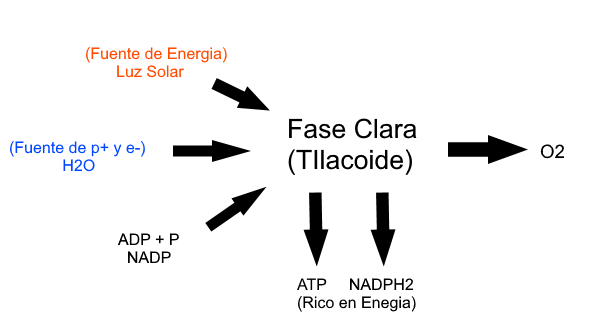 (Fuente de Energia)
Luz Solar
(Fuente de p+ y e-)
H2O
ADP + P
NADP
Fase Clara
(TIlacoide)
O2
ATP NADPH2
(Rico en Enegia)